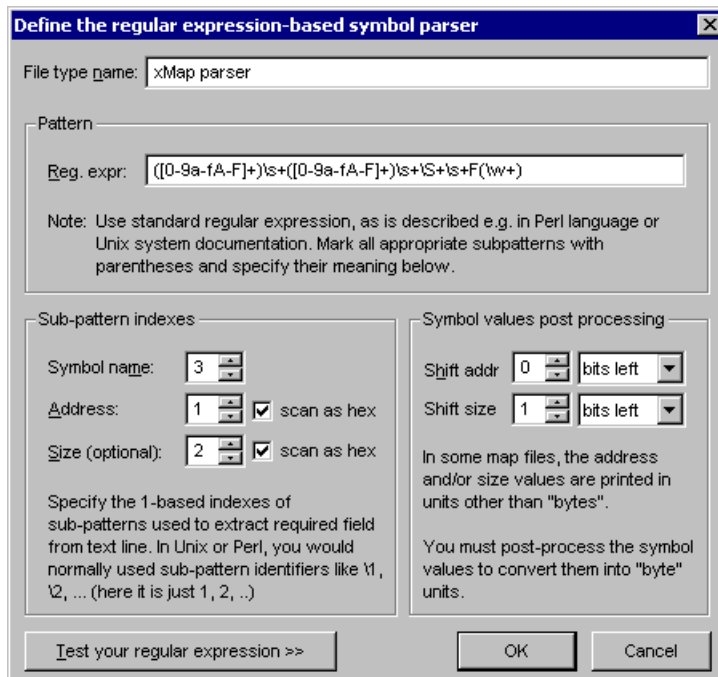 Define the regular expression-based symbol parser
File type name: xMap parser
Pattern
Reg. expr: ([0-9a-fA-F]+)\s+([0-9a-fA-F]+)\s+\S+\s+F(\w+)
Note: Use standard regular expression, as is described e.g. in Perl language or
Unix system documentation. Mark all appropriate subpatterns with
parentheses and specify their meaning below.
Sub-pattern indexes
Symbol name: 3
Address: 1 scan as hex
Size (optional): 2 scan as hex
Specify the 1-based indexes of
sub-patterns used to extract required field
from text line. In Unix or Perl, you would
normally used sub-pattern identifiers like \1,
\2, ... (here it is just 1, 2, ..)
Symbol values post processing
Shift addr 0 bits left
Shift size 1 bits left
In some map files, the address
and/or size values are printed in
units other than "bytes".
You must post-process the symbol
values to convert them into "byte"
units.
Test your regular expression >>
OK
Cancel